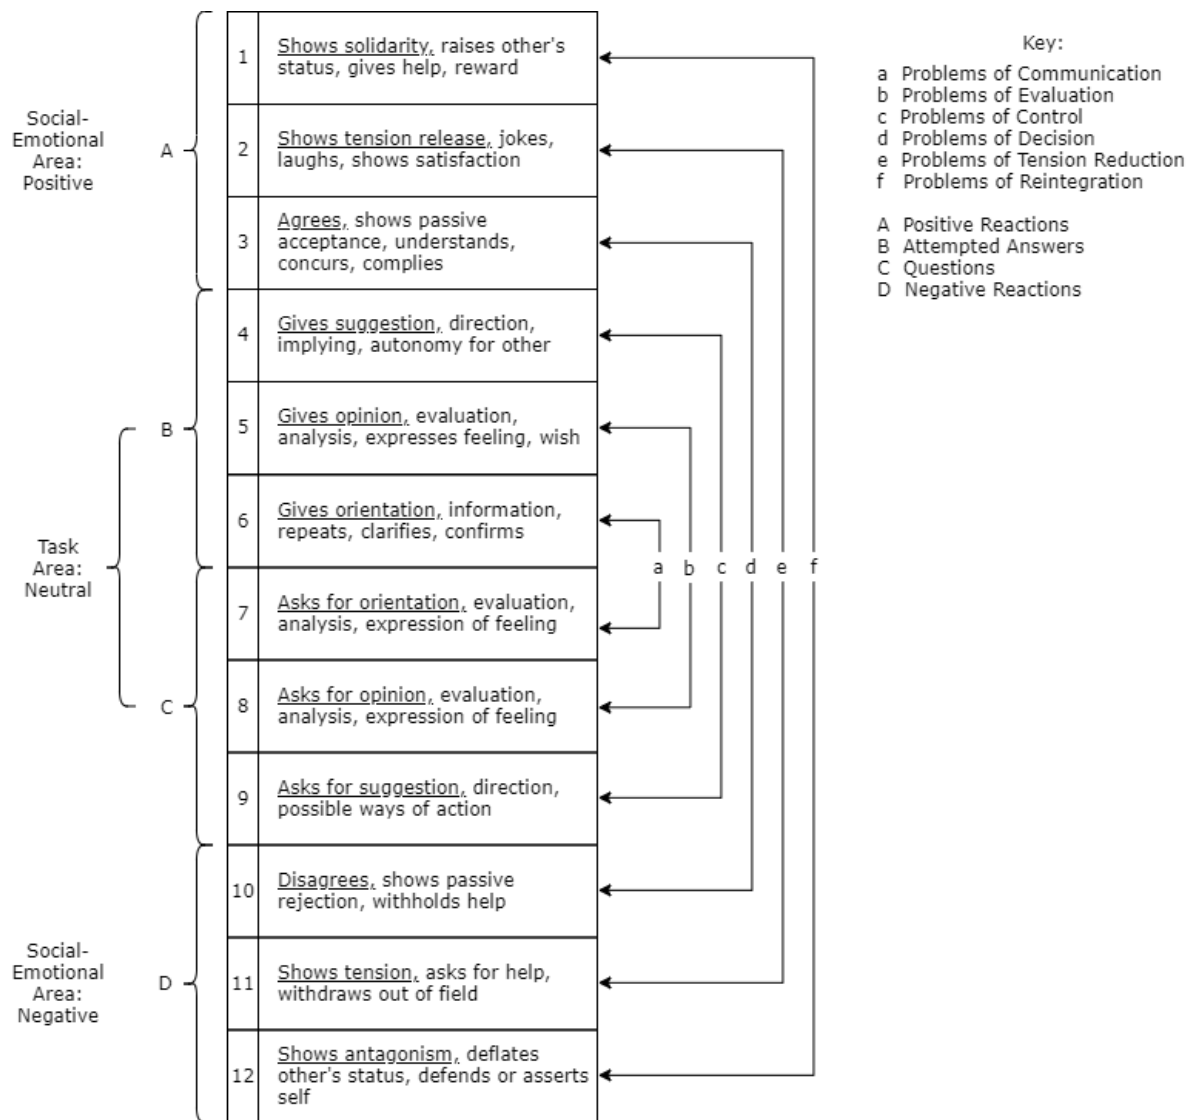 Social-
Emotional
Area:
Positive
A
1
Shows solidarity, raises other's
status, gives help, reward
2
Shows tension release, jokes,
laughs, shows satisfaction
3
Agrees, shows passive
acceptance, understands,
concurs, complies
Task
Area:
Neutral
B
4
Gives suggestion, direction,
implying, autonomy for other
5
Gives opinion, evaluation,
analysis, expresses feeling, wish
6
Gives orientation, information,
repeats, clarifies, confirms
C
7
Asks for orientation, evaluation,
analysis, expression of feeling
8
Asks for opinion, evaluation,
analysis, expression of feeling
9
Asks for suggestion, direction,
possible ways of action
Social-
Emotional
Area:
Negative
D
10
Disagrees, shows passive
rejection, withholds help
11
Shows tension, asks for help,
withdraws out of field
12
Shows antagonism, deflates
other's status, defends or asserts
self
a b c d e f
Key:
a Problems of Communication
b Problems of Evaluation
c Problems of Control
d Problems of Decision
e Problems of Tension Reduction
f Problems of Reintegration
A Positive Reactions
B Attempted Answers
C Questions
D Negative Reactions